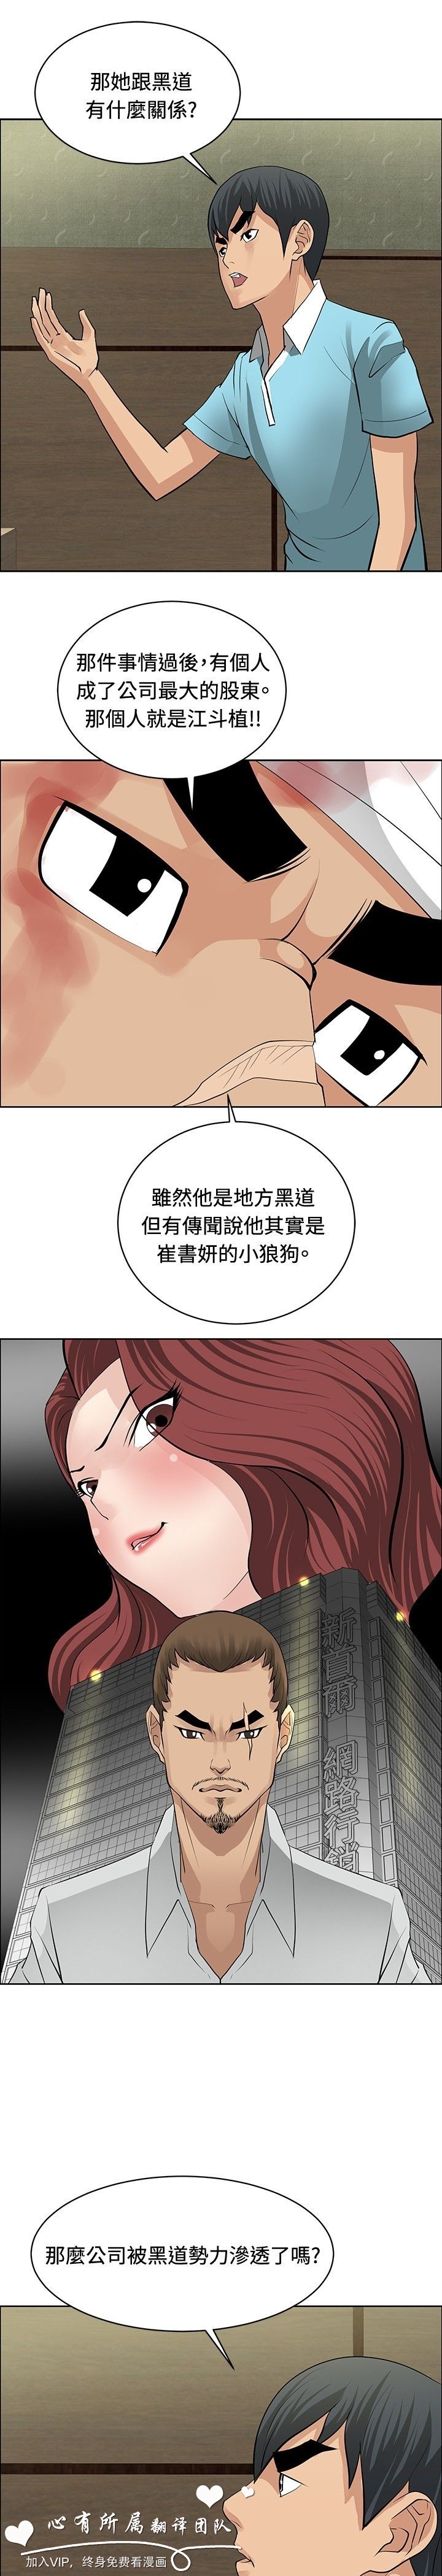 那她跟黑道
有什麼關係?
那件事情過後,有個人
成了公司最大的股東。
那個人就是江斗植!!
雖然他是地方黑道
但有傳聞說他其實是
崔書妍的小狼狗。
新首爾 網路行銷
那麼公司被黑道勢力滲透了嗎?
心有所属翻译团队
加入VIP，终身免费看漫画